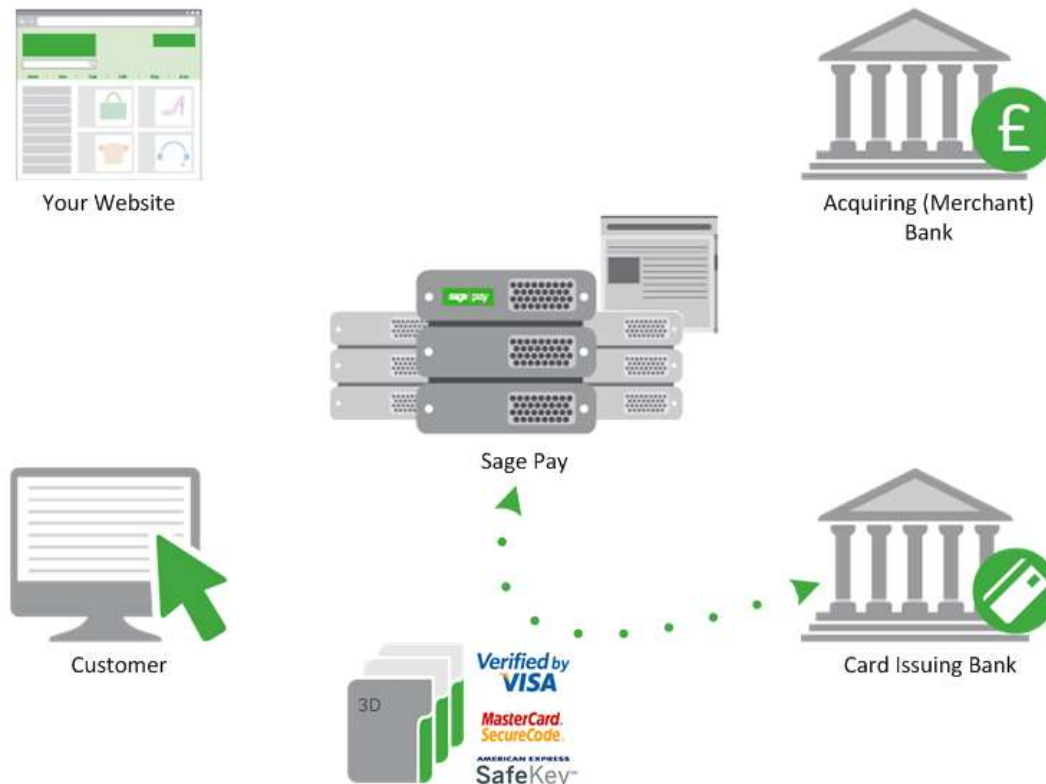 Your Website
Acquiring (Merchant)
Bank
sage pay
Sage Pay
Customer
Card Issuing Bank
3D
Verified by
VISA
MasterCard.
SecureCode.
AMERICAN EXPRESS
SafeKey
£